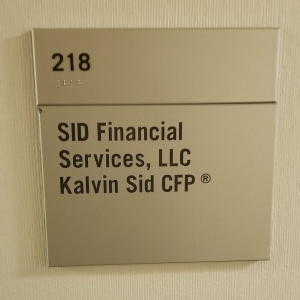 218
SID Financial
Services, LLC
Kalvin Sid CFP ®